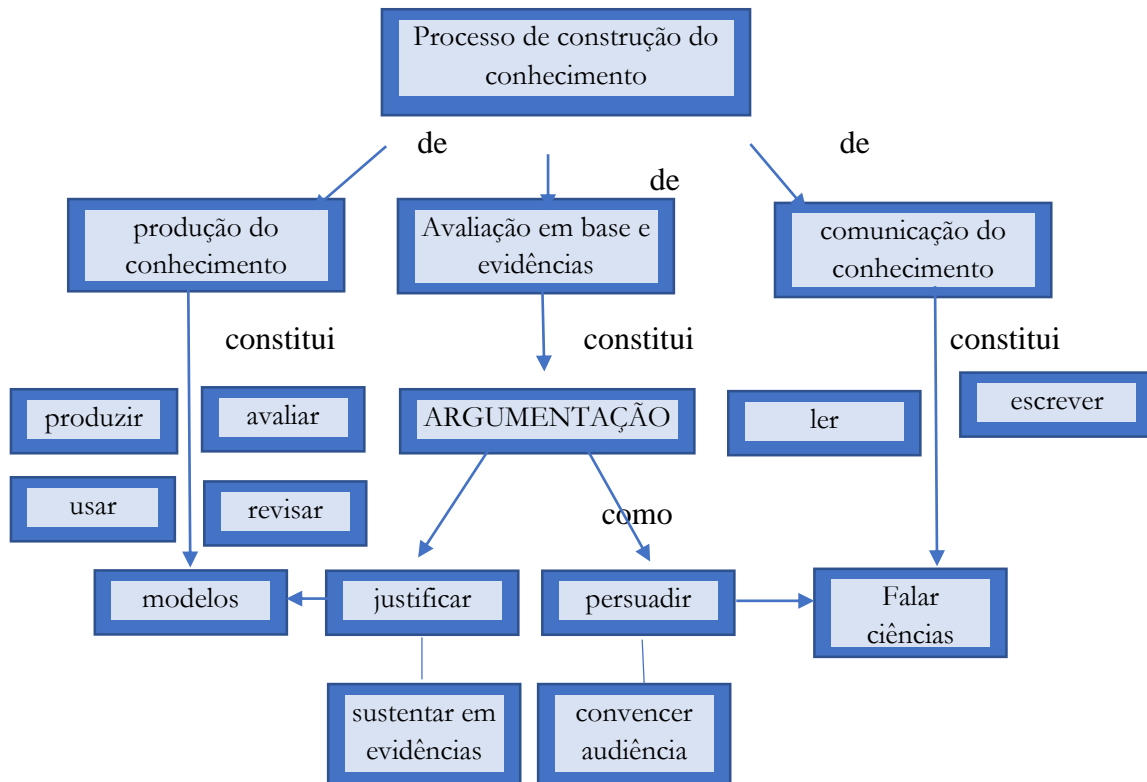 Processo de construção do
conhecimento
de
de
de
produção do
conhecimento
Avaliação em base e
evidências
comunicação do
conhecimento
constitui
constitui
constitui
produzir
avaliar
ARGUMENTAÇÃO
ler
escrever
usar
revisar
como
modelos
justificar
persuadir
Falar
ciências
sustentar em
evidências
convencer
audiência